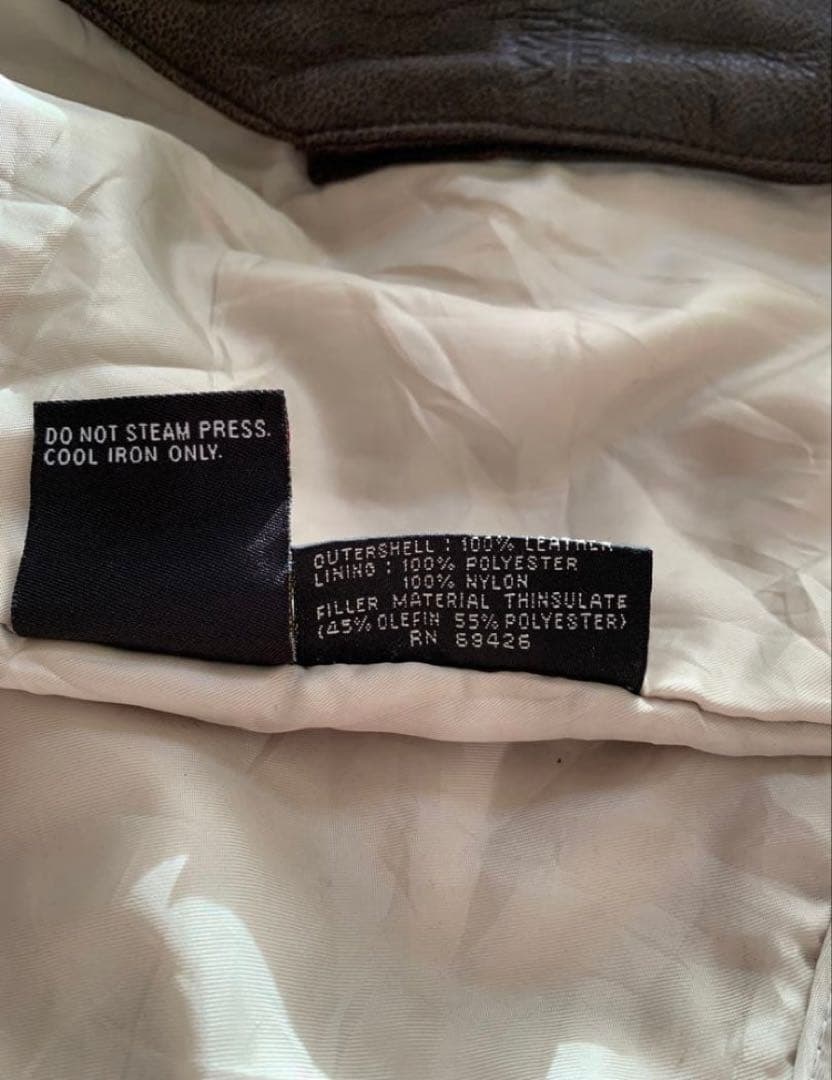 DO NOT STEAM PRESS.
COOL IRON ONLY.
OUTERSHELL : 100% LEATHER
LINING : 100% POLYESTER
100% NYLON
FILLER MATERIAL THINSULATE
(45% OLEFIN 55% POLYESTER)
RN 69426